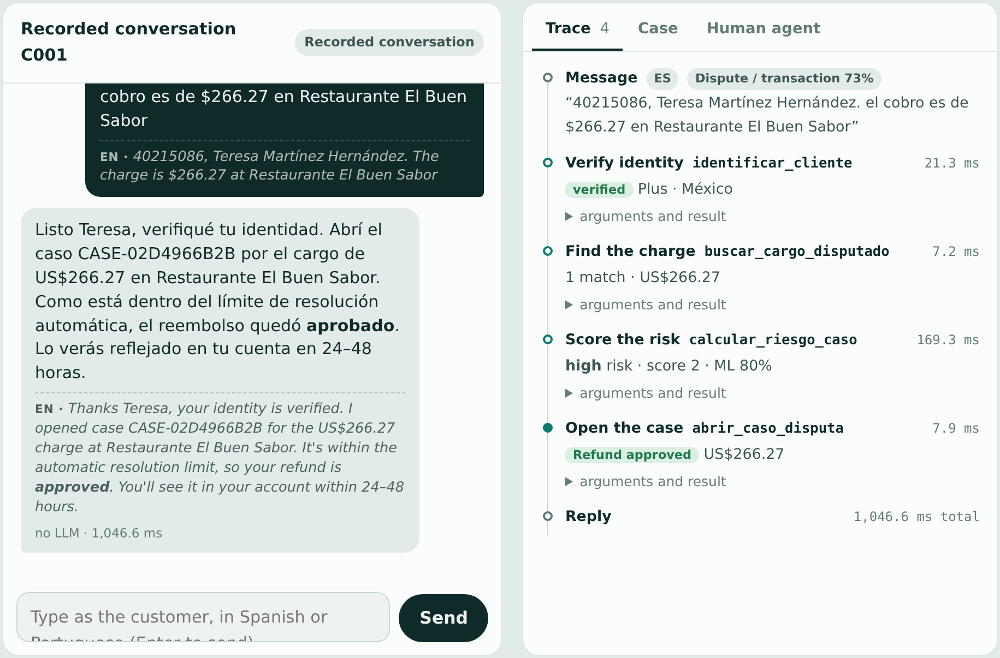 Recorded conversation
C001
Recorded conversation
cobro es de $266.27 en Restaurante El Buen
Sabor
EN · 40215086, Teresa Martínez Hernández. The
charge is $266.27 at Restaurante El Buen Sabor
Listo Teresa, verifiqué tu identidad. Abrí el
caso CASE-02D4966B2B por el cargo de
US$266.27 en Restaurante El Buen Sabor.
Como está dentro del límite de resolución
automática, el reembolso quedó aprobado.
Lo verás reflejado en tu cuenta en 24–48
horas.
EN · Thanks Teresa, your identity is verified. I
opened case CASE-02D4966B2B for the US$266.27
charge at Restaurante El Buen Sabor. It's within the
automatic resolution limit, so your refund is
approved. You'll see it in your account within 24–48
hours.
no LLM · 1,046.6 ms
Type as the customer, in Spanish or
Portuguese (Enter to send)
Send
Trace 4 Case Human agent
Message ES Dispute / transaction 73%
“40215086, Teresa Martínez Hernández. el cobro es de
$266.27 en Restaurante El Buen Sabor”
Verify identity identificar_cliente 21.3 ms
verified Plus · México
▶ arguments and result
Find the charge buscar_cargo_disputado 7.2 ms
1 match · US$266.27
▶ arguments and result
Score the risk calcular_riesgo_caso 169.3 ms
high risk · score 2 · ML 80%
▶ arguments and result
Open the case abrir_caso_disputa 7.9 ms
Refund approved US$266.27
▶ arguments and result
Reply 1,046.6 ms total